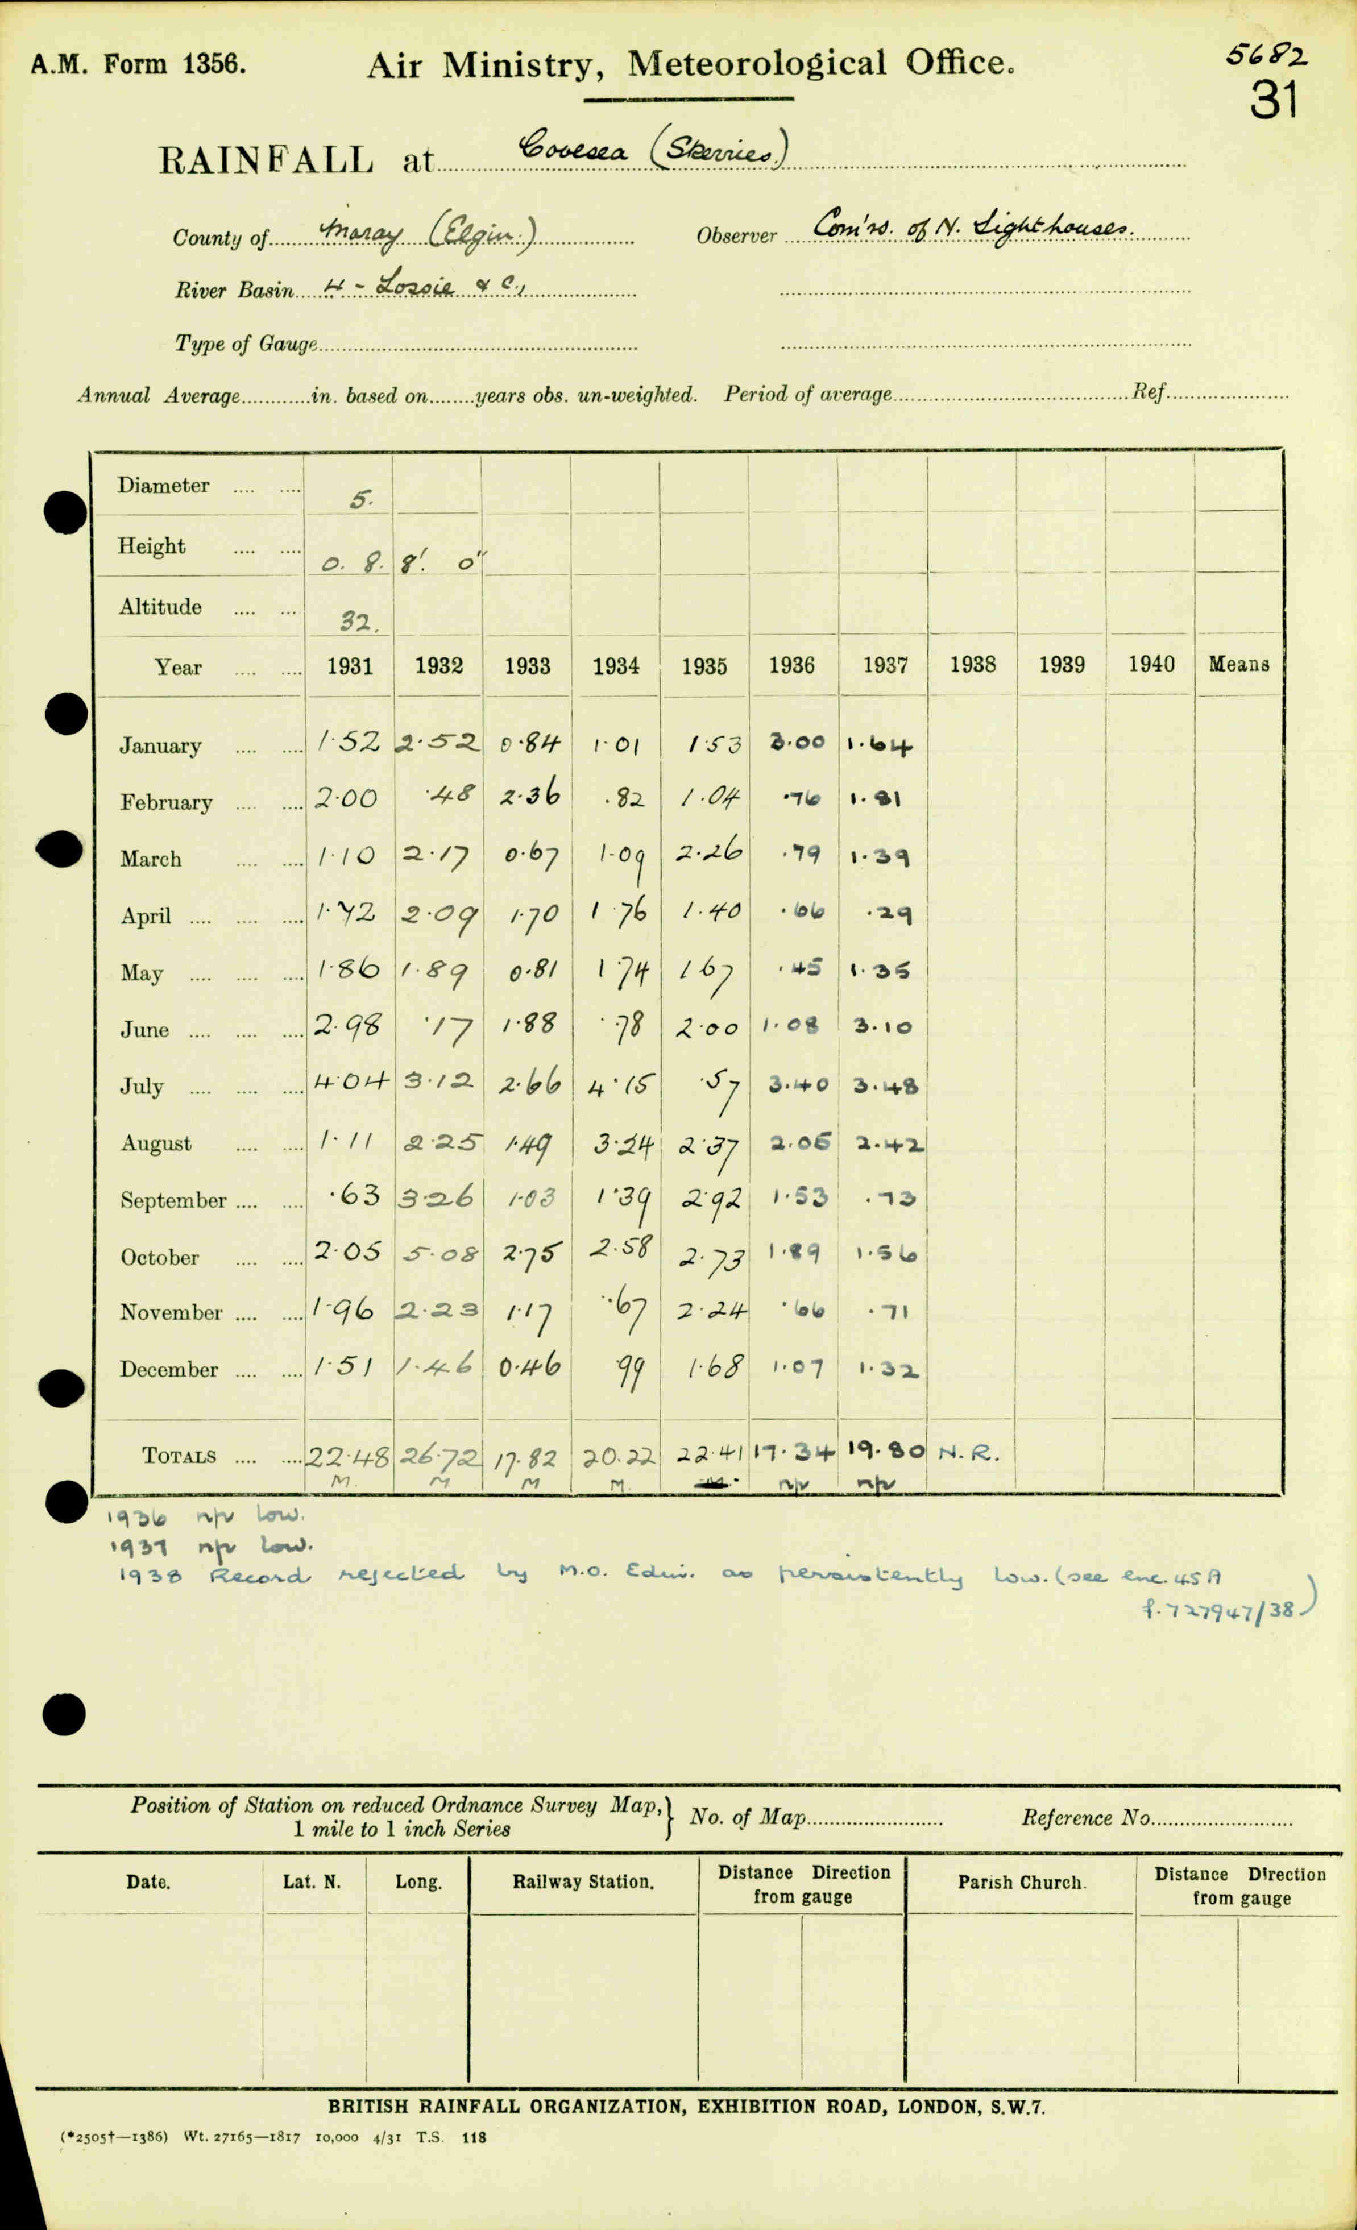 A.M. Form 1356. Air Ministry, Meteorological Office. 5682
31
RAINFALL at Covesea (Skerries.)
County of Moray (Elgin.) Observer Com'rs. of N. Lighthouses.
River Basin 4 - Lossie & C.,
Type of Gauge
Annual Average in. based on years obs. un-weighted. Period of average Ref.
Diameter 5.
Height 0. 8. 8'. 0"
Altitude 32.
Year 1931 1932 1933 1934 1935 1936 1937 1938 1939 1940 Means
January 1.52 2.52 0.84 1.01 1.53 3.00 1.64
February 2.00 .48 2.36 .82 1.04 .76 1.81
March 1.10 2.17 0.67 1.09 2.26 .79 1.39
April 1.72 2.09 1.70 1 76 1.40 .66 .29
May 1.86 1.89 0.81 1 74 1 67 .45 1.35
June 2.98 .17 1.88 .78 2.00 1.08 3.10
July 4.04 3.12 2.66 4.15 .57 3.40 3.48
August 1.11 2.25 1.49 3.24 2.37 2.05 2.42
September .63 3.26 1.03 1.39 2.92 1.53 .73
October 2.05 5.08 2.75 2.58 2.73 1.89 1.56
November 1.96 2.23 1.17 .67 2.24 .66 .71
December 1.51 1.46 0.46 99 1.68 1.07 1.32
TOTALS 22.48 26.72 17.82 20.22 22.41 17.34 19.80 N.R.
M. M M M. M. np np
1936 np low.
1937 np low.
1938 Record rejected by M.O. Edin. as persistently low. (see enc. 45A
f. 727947/38)
Position of Station on reduced Ordnance Survey Map, } No. of Map Reference No.
1 mile to 1 inch Series
Date. Lat. N. Long. Railway Station. Distance Direction Parish Church. Distance Direction
from gauge from gauge
BRITISH RAINFALL ORGANIZATION, EXHIBITION ROAD, LONDON, S.W.7.
(*2505†—1386) Wt. 27165—1817 10,000 4/31 T.S. 118